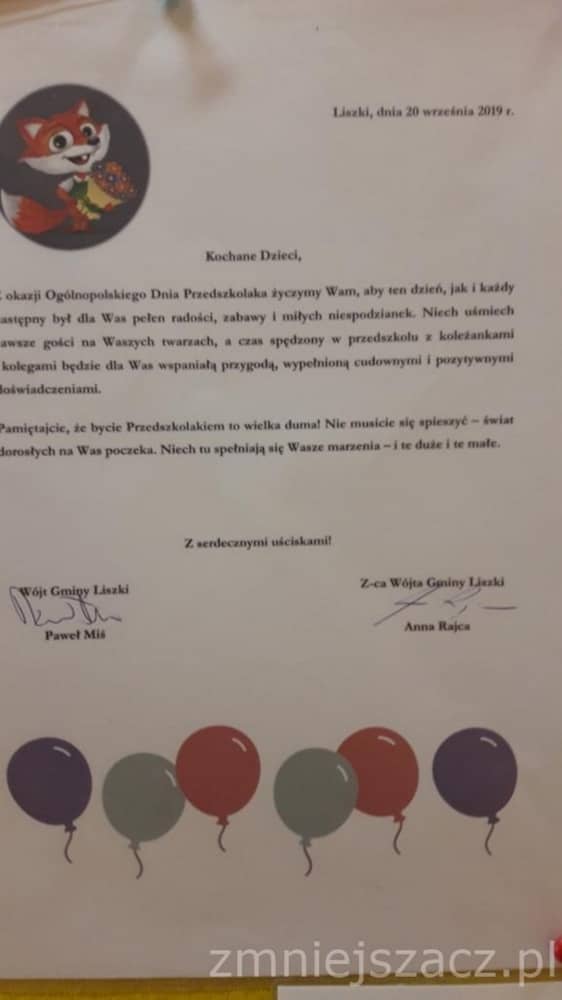 Liszki, dnia 20 września 2019 r.
Kochane Dzieci,
okazji Ogólnopolskiego Dnia Przedszkolaka życzymy Wam, aby ten dzień, jak i każdy
astępny był dla Was pełen radości, zabawy i miłych niespodzianek. Niech uśmiech
awsze gości na Waszych twarzach, a czas spędzony w przedszkolu z koleżankami
kolegami będzie dla Was wspaniałą przygodą, wypełnioną cudownymi i pozytywnymi
doświadczeniami.
Pamiętajcie, że bycie Przedszkolakiem to wielka duma! Nie musicie się spieszyć – świat
dorosłych na Was poczeka. Niech tu spełniają się Wasze marzenia – i te duże i te małe.
Z serdecznymi uściskami!
Wójt Gminy Liszki
Paweł Miś
Z-ca Wójta Gminy Liszki
Anna Rajca
zmniejszacz.pl